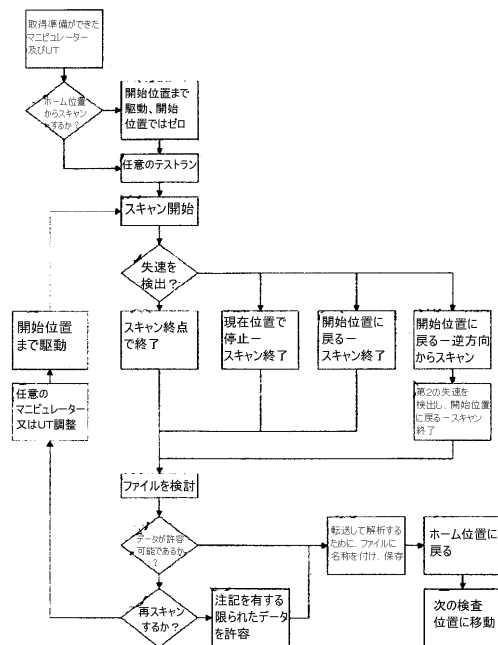 取得準備ができた
マニピュレーター
及びUT
ホーム位置
からスキャン
するか？
開始位置まで
駆動、開始
位置ではゼロ
任意のテストラン
スキャン開始
失速を
検出？
開始位置
まで駆動
スキャン終点
で終了
現在位置で
停止－
スキャン終了
開始位置に
戻る－
スキャン終了
開始位置に
戻る－逆方向
からスキャン
任意の
マニピュレーター
又はUT調整
第2の失速を
検出し、開始位置
に戻る－スキャン
終了
ファイルを検討
データが許容
可能であるか
？
転送して解析する
ために、ファイルに
名称を付け、保存
ホーム位置に
戻る
再スキャン
するか？
注記を有する
限られたデータ
を許容
次の検査
位置に移動